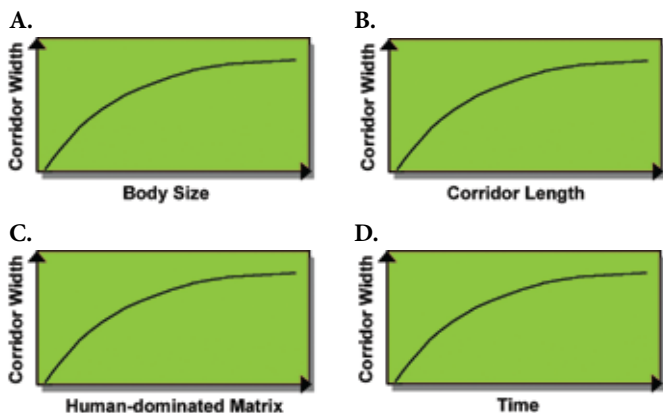 A.
Corridor Width
Body Size
B.
Corridor Width
Corridor Length
C.
Corridor Width
Human-dominated Matrix
D.
Corridor Width
Time